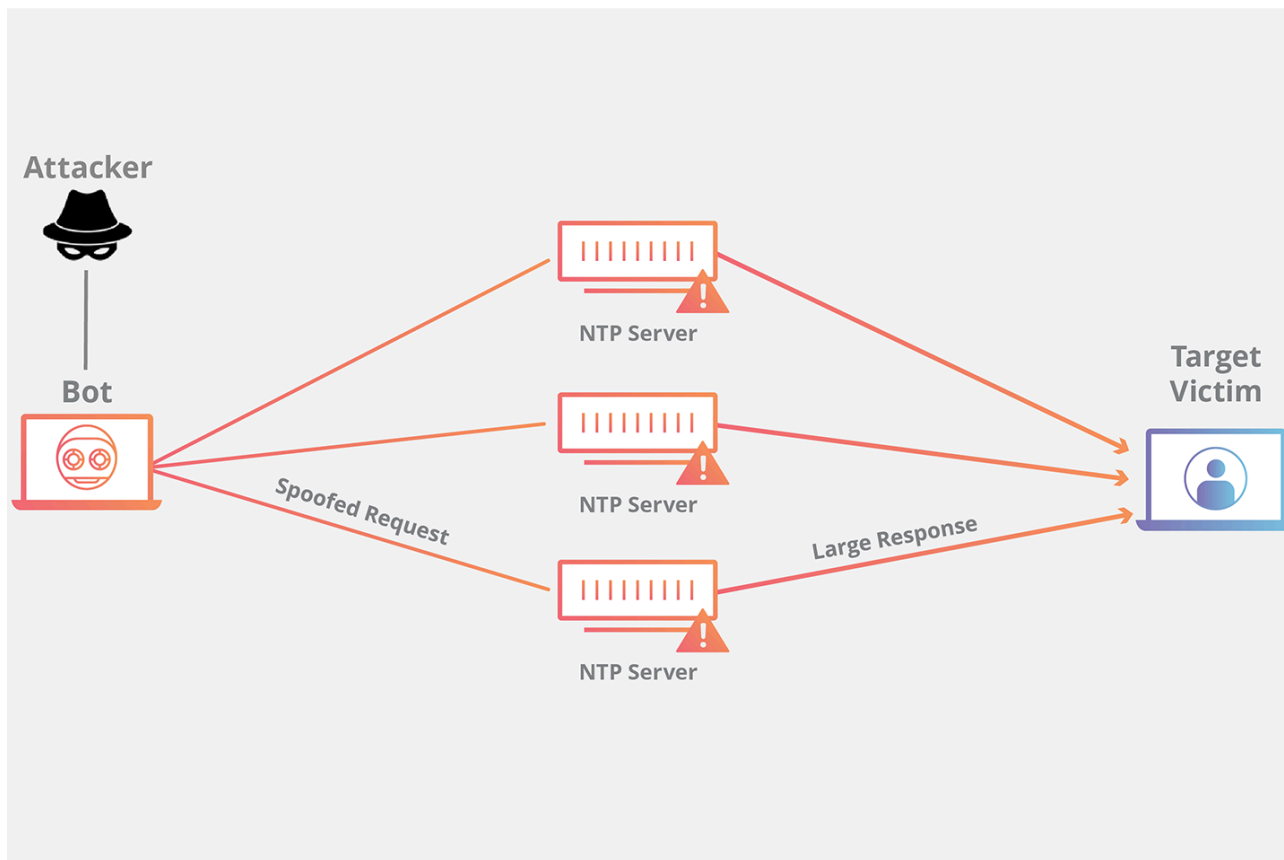 Attacker
Bot
Spoofed Request
NTP Server
NTP Server
NTP Server
Large Response
Target
Victim